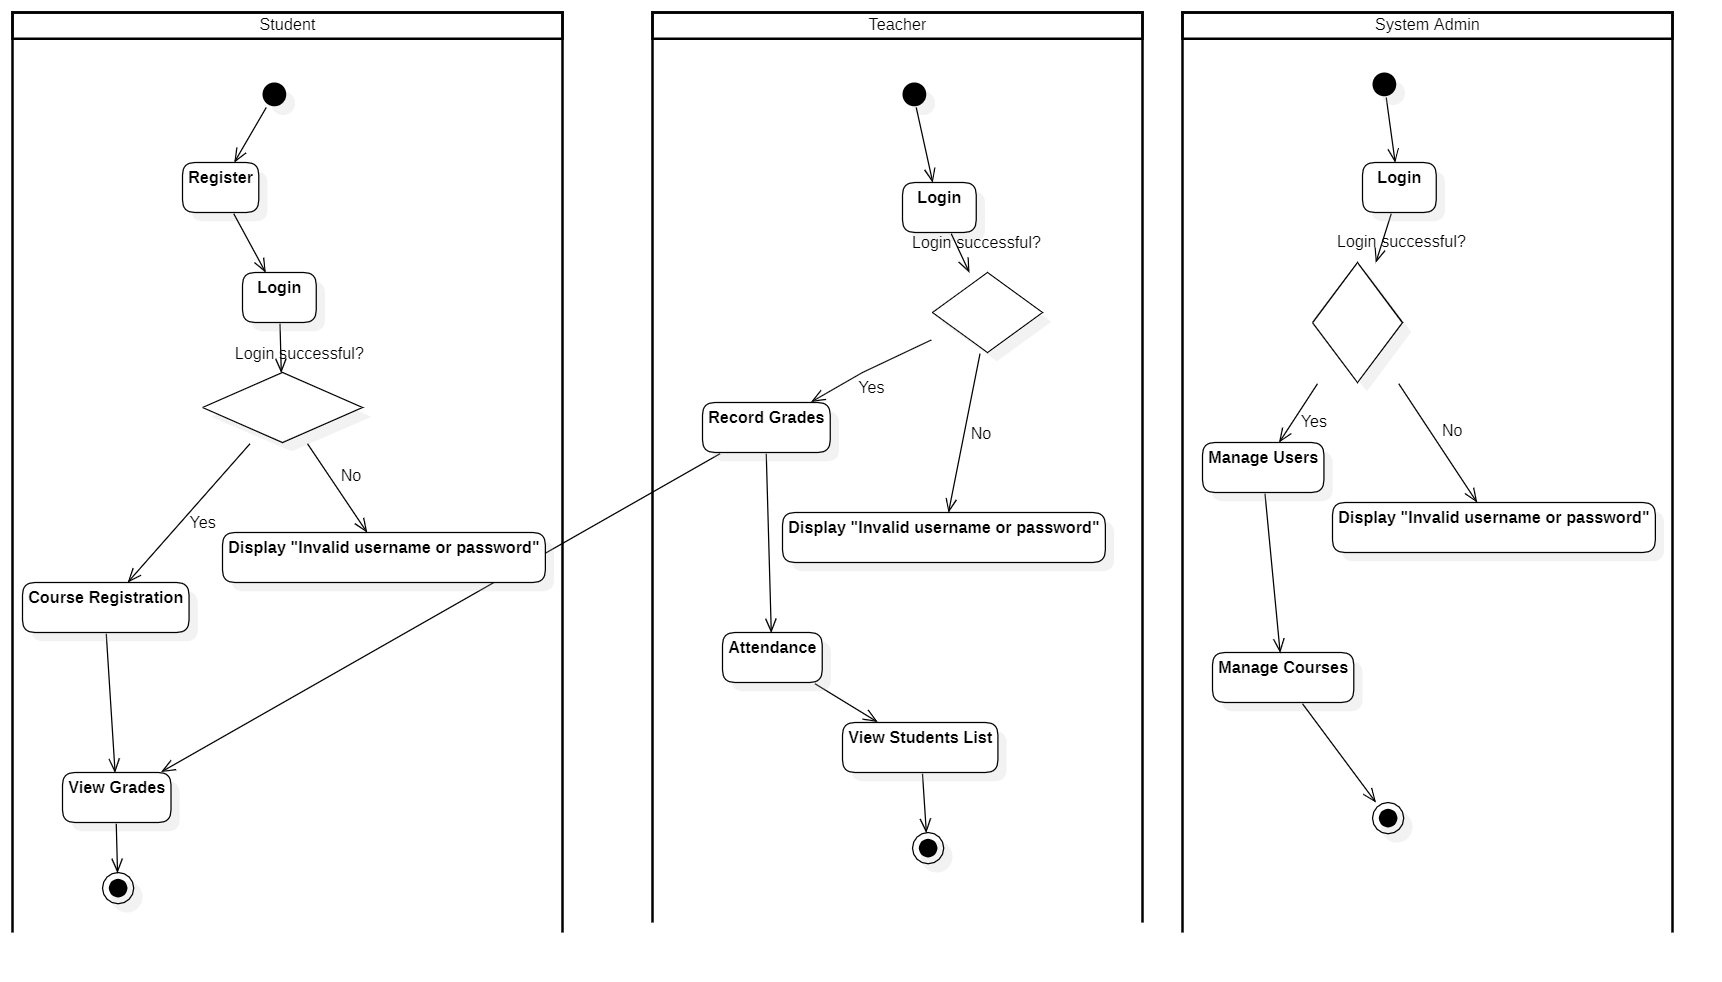 Student
Register
Login
Login successful?
No
Yes
Display "Invalid username or password"
Course Registration
View Grades
Teacher
Login
Login successful?
Yes
Record Grades
No
Display "Invalid username or password"
Attendance
View Students List
System Admin
Login
Login successful?
Yes
No
Manage Users
Display "Invalid username or password"
Manage Courses